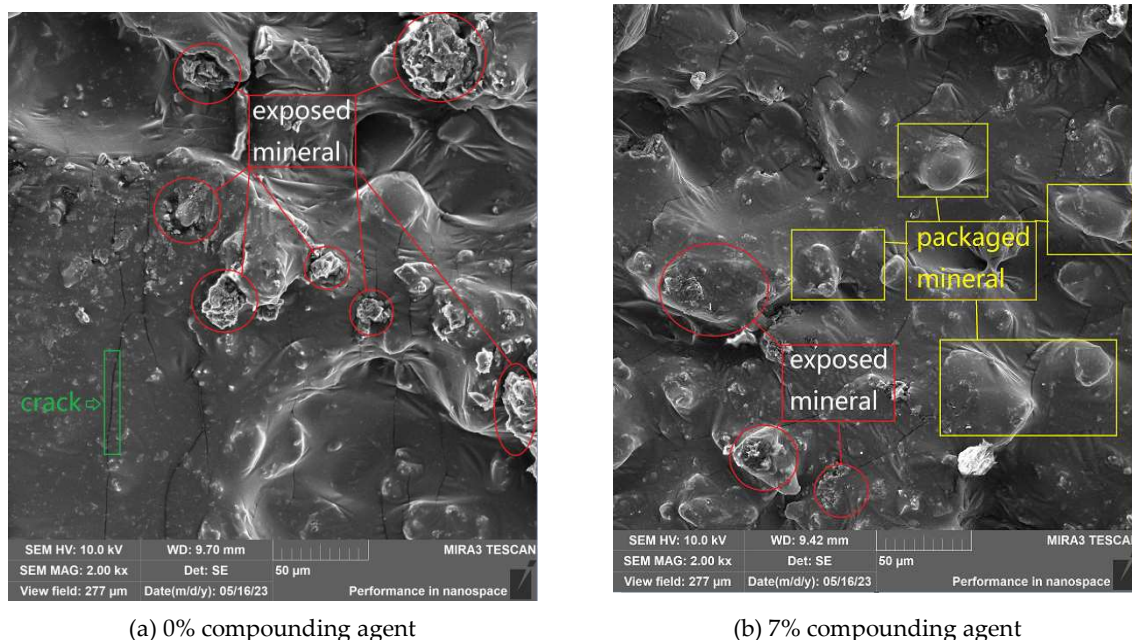 exposed
mineral
crack
SEM HV: 10.0 kV WD: 9.70 mm MIRA3 TESCAN
SEM MAG: 2.00 kx Det: SE 50 μm
View field: 277 μm Date(m/d/y): 05/16/23 Performance in nanospace
(a) 0% compounding agent
packaged
mineral
exposed
mineral
SEM HV: 10.0 kV WD: 9.42 mm MIRA3 TESCAN
SEM MAG: 2.00 kx Det: SE 50 μm
View field: 277 μm Date(m/d/y): 05/16/23 Performance in nanospace
(b) 7% compounding agent